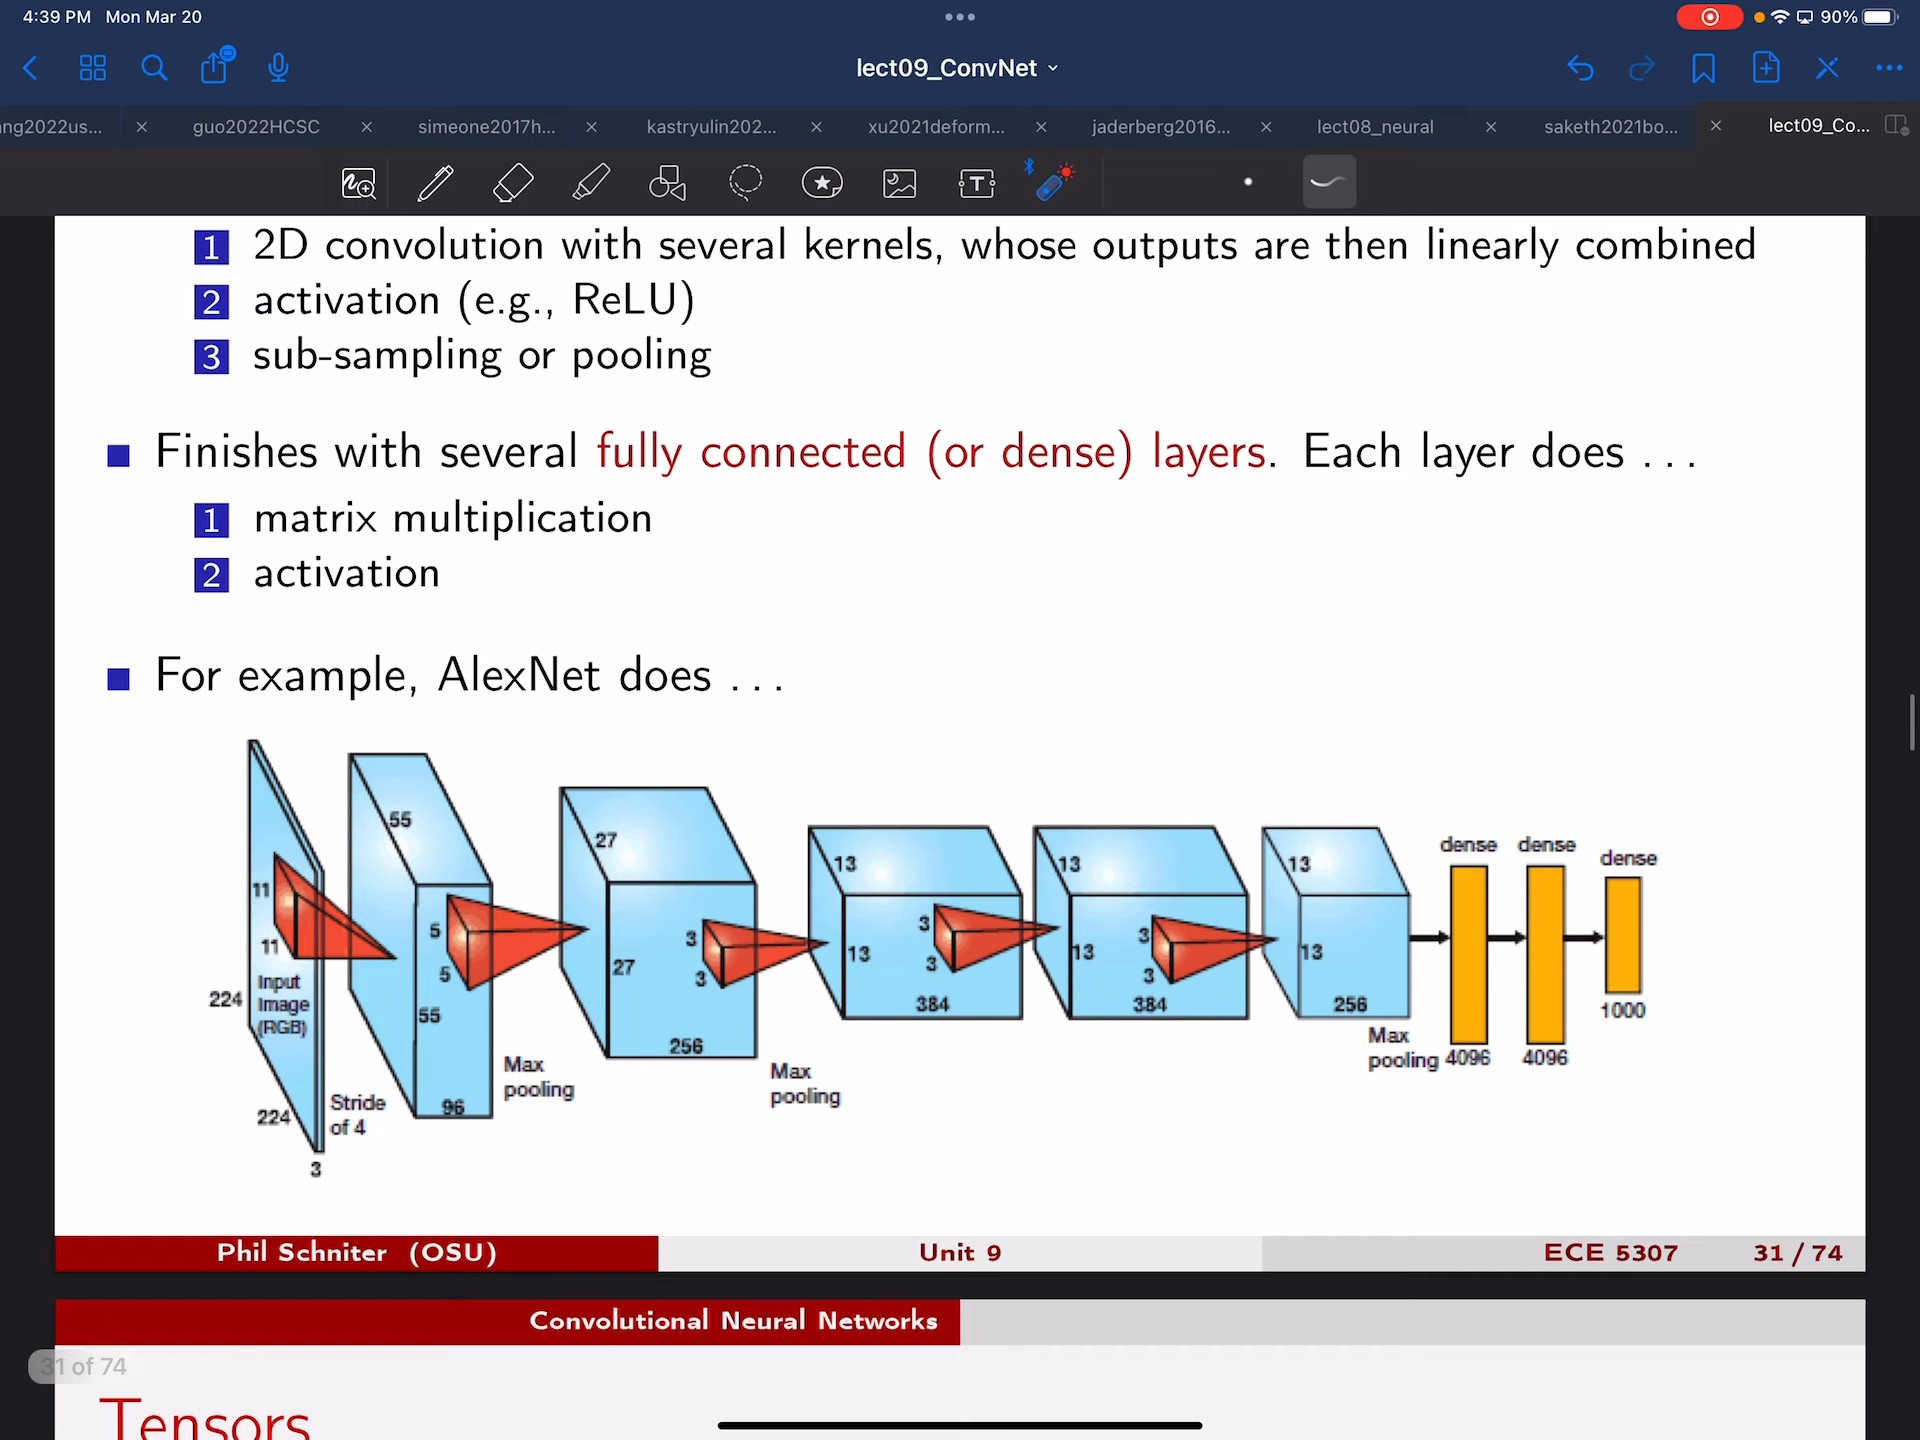 4:39 PM Mon Mar 20
90%
lect09_ConvNet
ang2022us...
guo2022HCSC
simeone2017h...
kastryulin202...
xu2021deform...
jaderberg2016...
lect08_neural
saketh2021bo...
lect09_Co...
1 2D convolution with several kernels, whose outputs are then linearly combined
2 activation (e.g., ReLU)
3 sub-sampling or pooling
Finishes with several fully connected (or dense) layers. Each layer does ...
1 matrix multiplication
2 activation
For example, AlexNet does ...
11
11
Input
Image
(RGB)
224
224
3
Stride
of 4
55
5
5
55
96
Max
pooling
27
3
3
27
256
Max
pooling
13
3
3
13
384
13
3
3
13
384
13
13
256
Max
pooling
dense
4096
dense
4096
dense
1000
Phil Schniter (OSU)
Unit 9
ECE 5307
31 / 74
Convolutional Neural Networks
31 of 74
Tensors